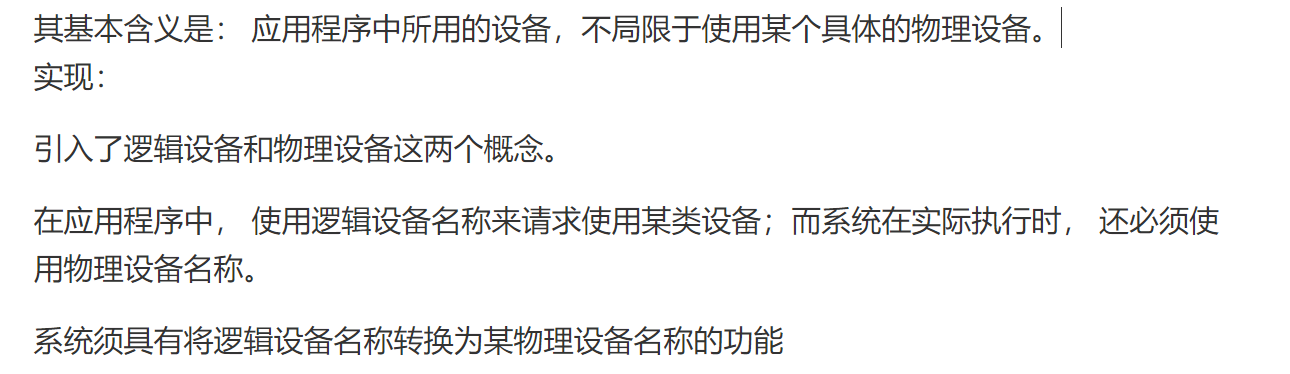 其基本含义是： 应用程序中所用的设备，不局限于使用某个具体的物理设备。
实现：
引入了逻辑设备和物理设备这两个概念。
在应用程序中， 使用逻辑设备名称来请求使用某类设备；而系统在实际执行时， 还必须使
用物理设备名称。
系统须具有将逻辑设备名称转换为某物理设备名称的功能